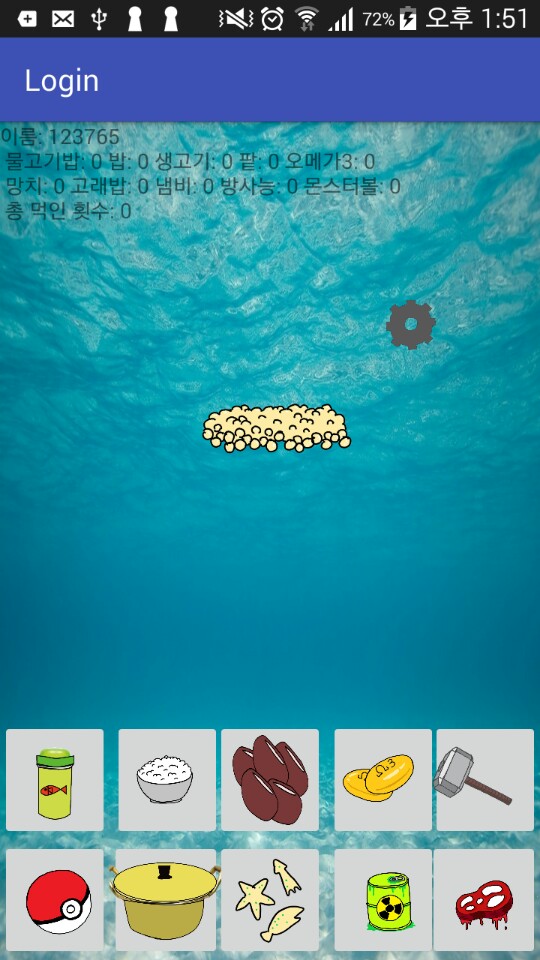 72% 오후 1:51
Login
이름: 123765
물고기밥: 0 밥: 0 생고기: 0 팥: 0 오메가3: 0
망치: 0 고래밥: 0 냄비: 0 방사능: 0 몬스터볼: 0
총 먹인 횟수: 0
Ω3